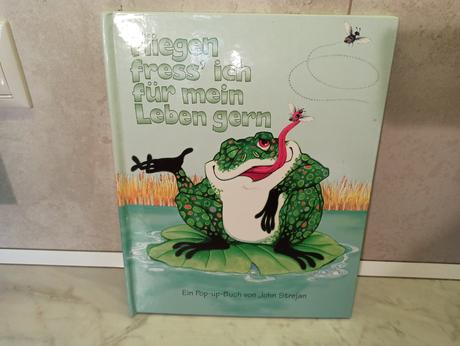 Fliegen
fress' ich
für mein
Leben gern
Ein Pop-up-Buch von John Strejan